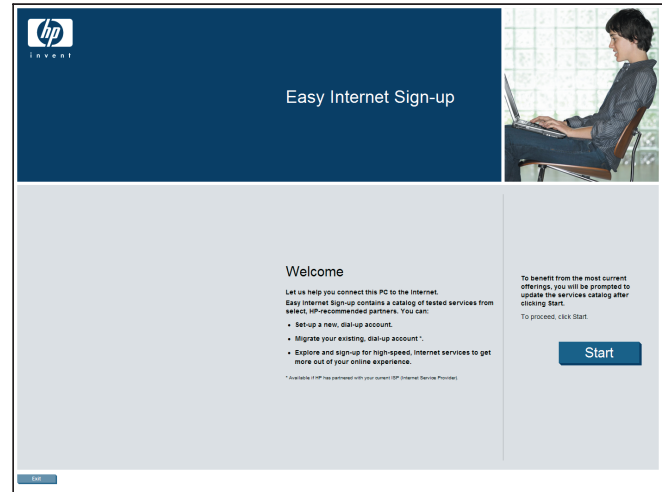 hp
invent
Easy Internet Sign-up
Welcome
Let us help you connect this PC to the Internet.
Easy Internet Sign-up contains a catalog of tested services from
select, HP-recommended partners. You can:
• Set-up a new, dial-up account.
• Migrate your existing, dial-up account *.
• Explore and sign-up for high-speed, Internet services to get
more out of your online experience.
* Available if HP has partnered with your current ISP (Internet Service Provider).
To benefit from the most current
offerings, you will be prompted to
update the services catalog after
clicking Start.
To proceed, click Start.
Start
Exit